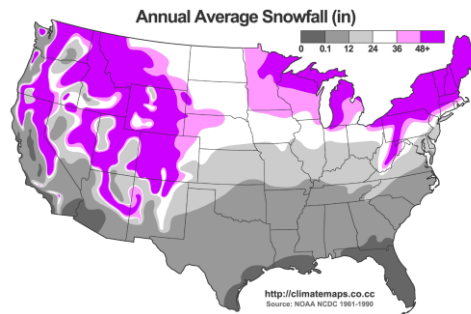 Annual Average Snowfall (in)
0 0.1 12 24 36 48+
http://climatemaps.co.cc
Source: NOAA NCDC 1961-1990